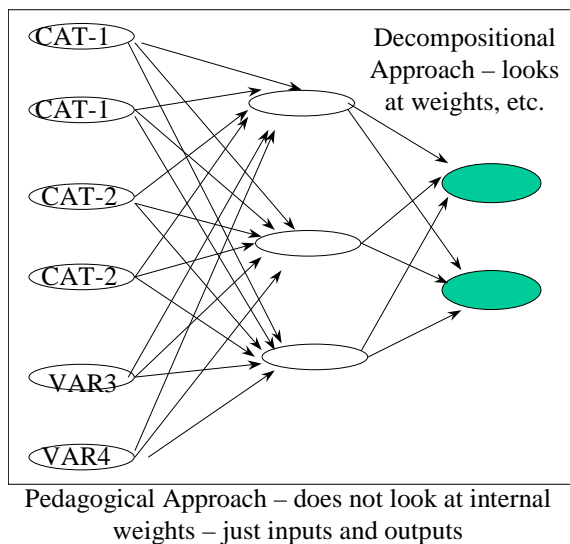 CAT-1
CAT-1
CAT-2
CAT-2
VAR3
VAR4
Decompositional
Approach – looks
at weights, etc.
Pedagogical Approach – does not look at internal
weights – just inputs and outputs